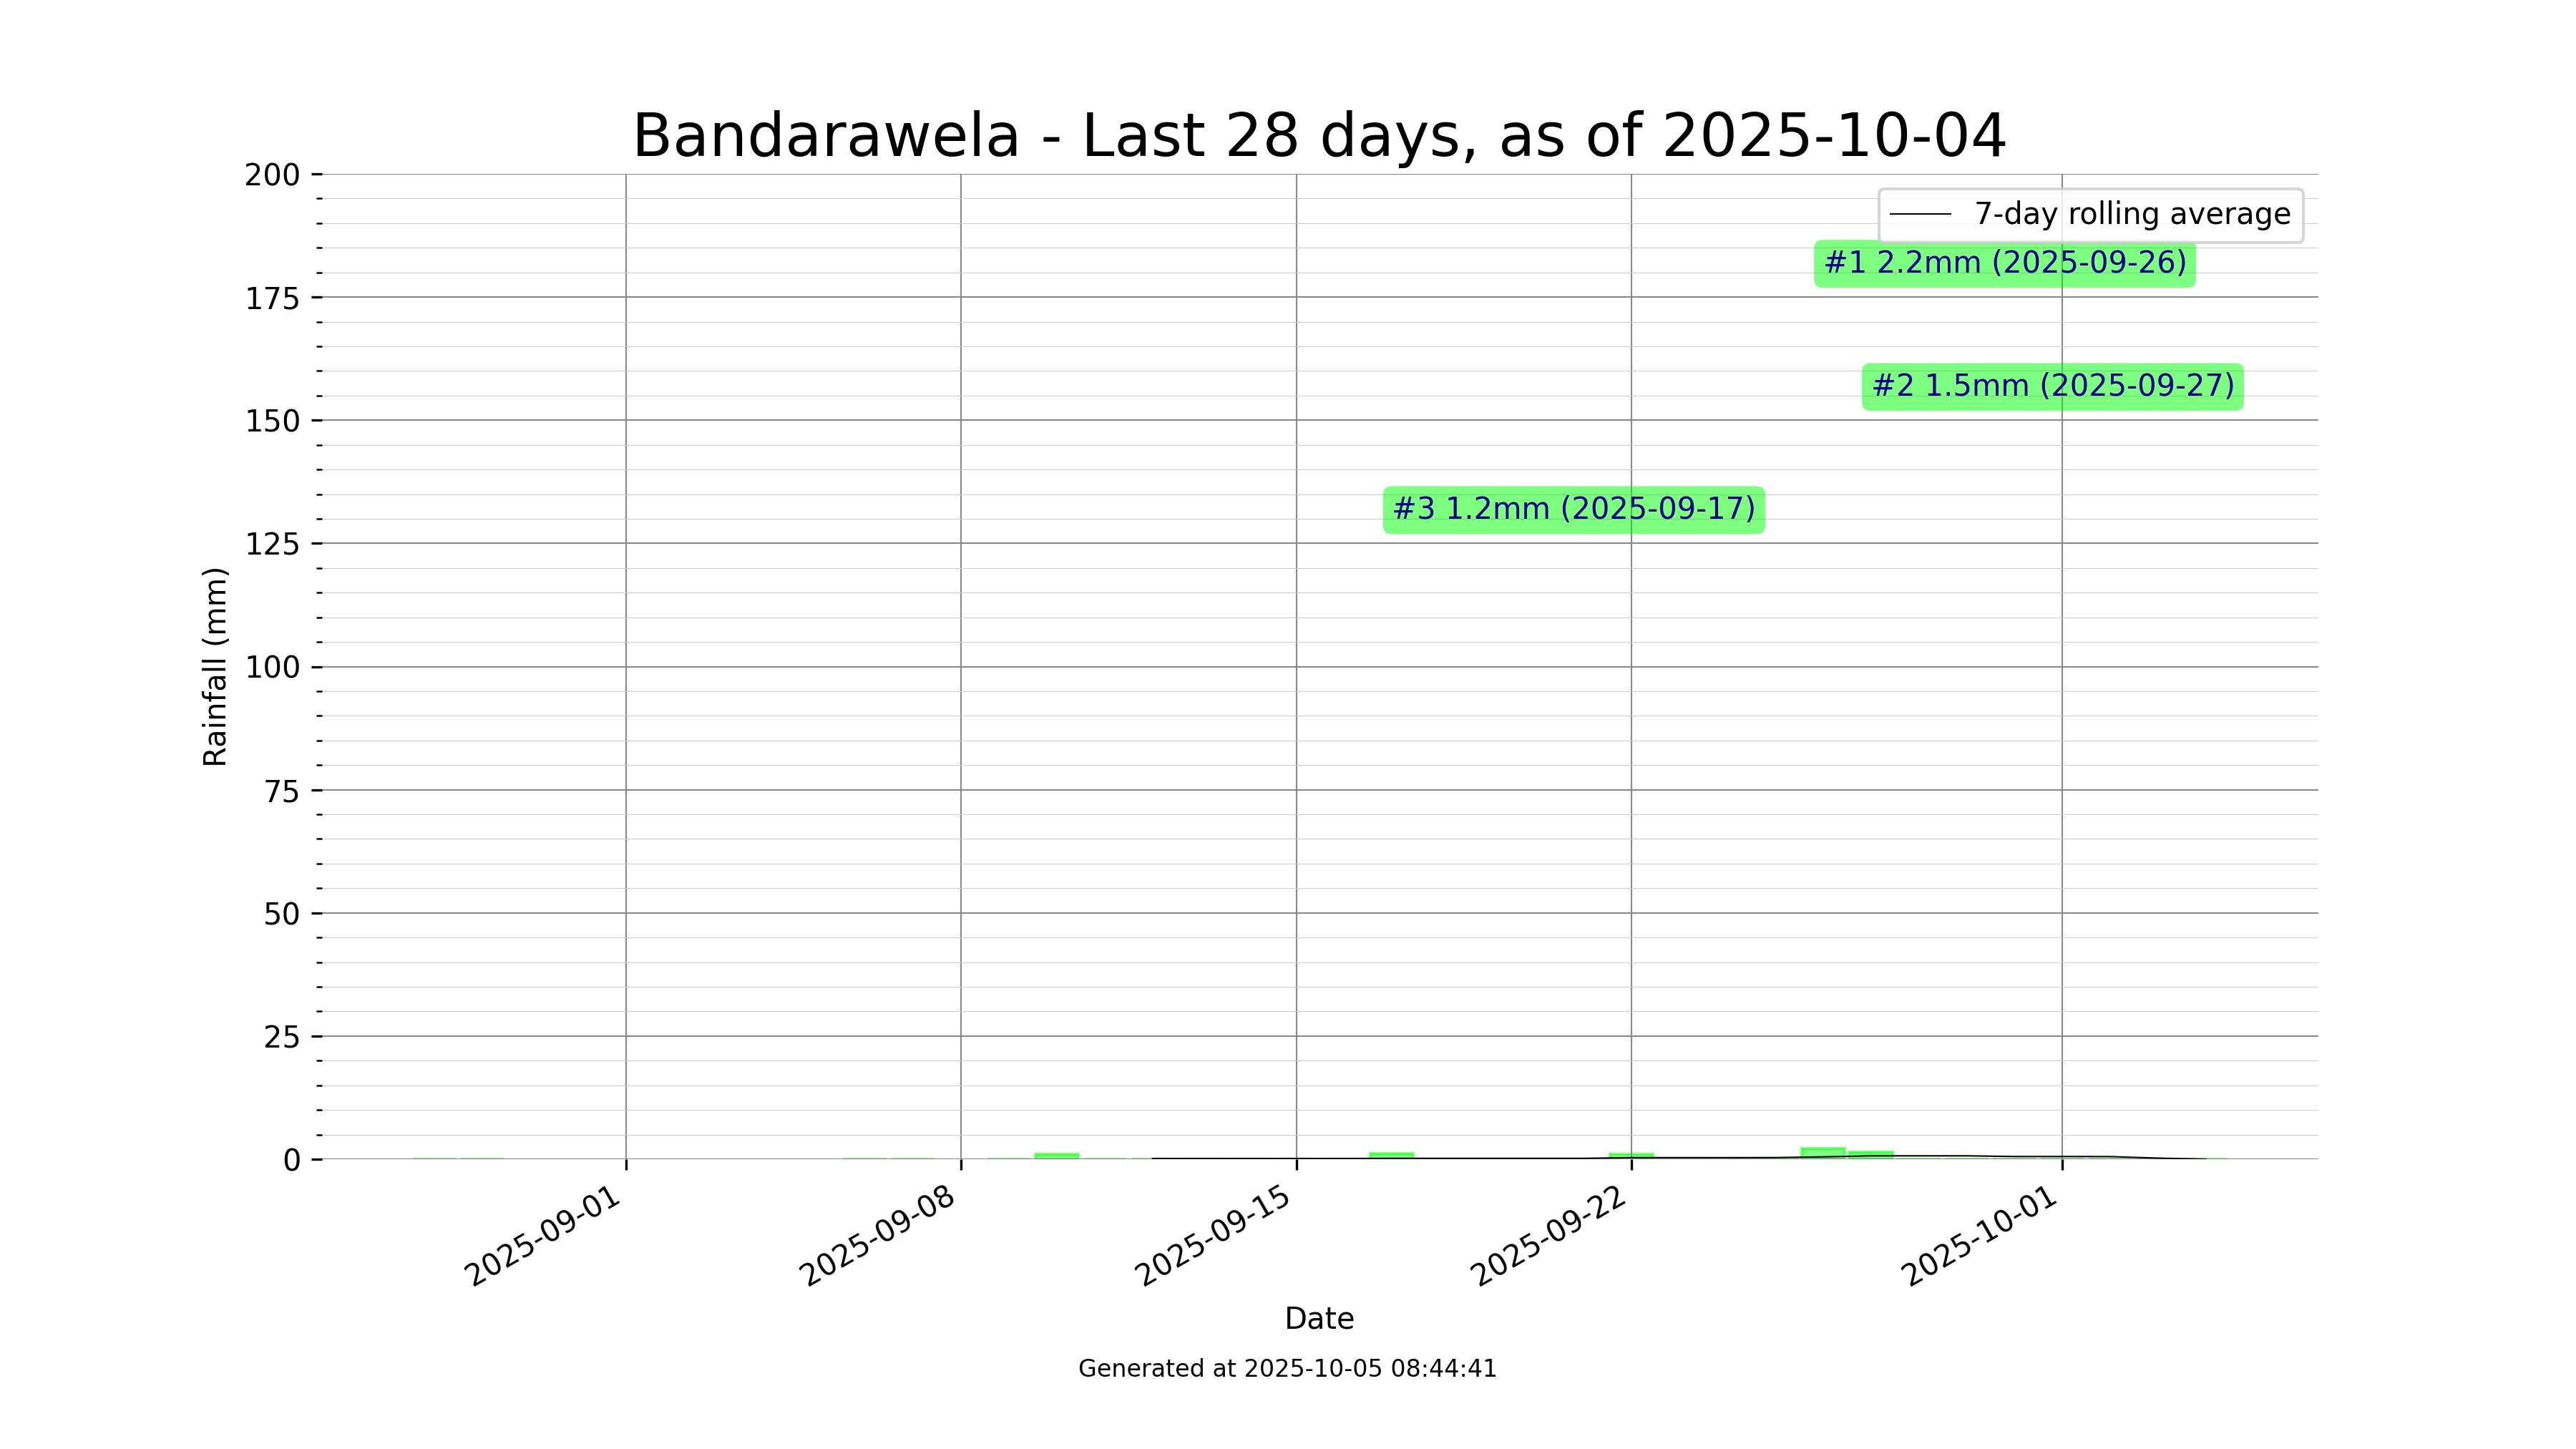 Bandarawela - Last 28 days, as of 2025-10-04
200
175
150
125
100
75
50
25
0
Rainfall (mm)
7-day rolling average
#1 2.2mm (2025-09-26)
#2 1.5mm (2025-09-27)
#3 1.2mm (2025-09-17)
2025-09-01
2025-09-08
2025-09-15
2025-09-22
2025-10-01
Date
Generated at 2025-10-05 08:44:41